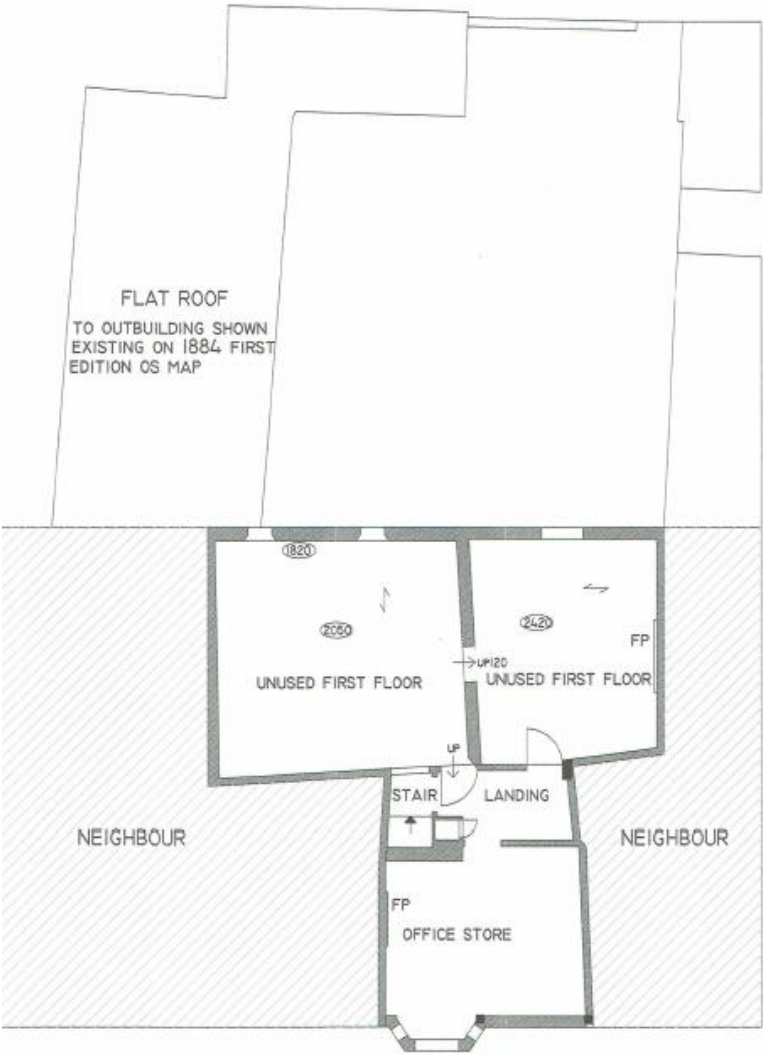 FLAT ROOF
TO OUTBUILDING SHOWN
EXISTING ON 1884 FIRST
EDITION OS MAP
1820
2050
2420
FP
UP120
UNUSED FIRST FLOOR
UNUSED FIRST FLOOR
UP
STAIR
LANDING
NEIGHBOUR
NEIGHBOUR
FP
OFFICE STORE